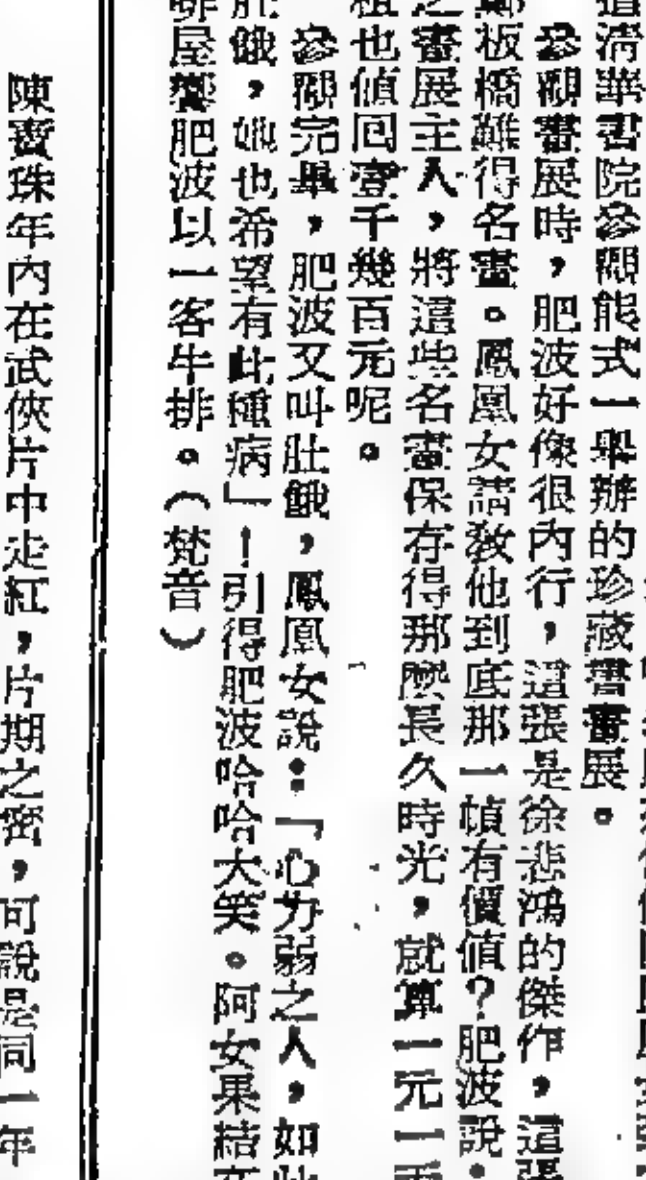 道清華書院參觀熊式一舉辦的珍藏書畫展。
參觀書展時，肥波好像很內行，這張是徐悲鴻的傑作，這張
鄭板橋難得名畫。鳳凰女請教他到底那一幀有價值？肥波說：
之畫展主人，將這些名畫保存得那麼長久時光，就算一元一
租也值回壹千幾百元呢。
參觀完畢，肥波又叫肚餓，鳳凰女說：「心力弱之人，如此
肚餓，她也希望有此種病」！引得肥波哈哈大笑。阿女果結
啡屋饗肥波以一客牛排。（梵音）
陳寶珠年內在武俠片中走紅，片期之密，可說是同一年